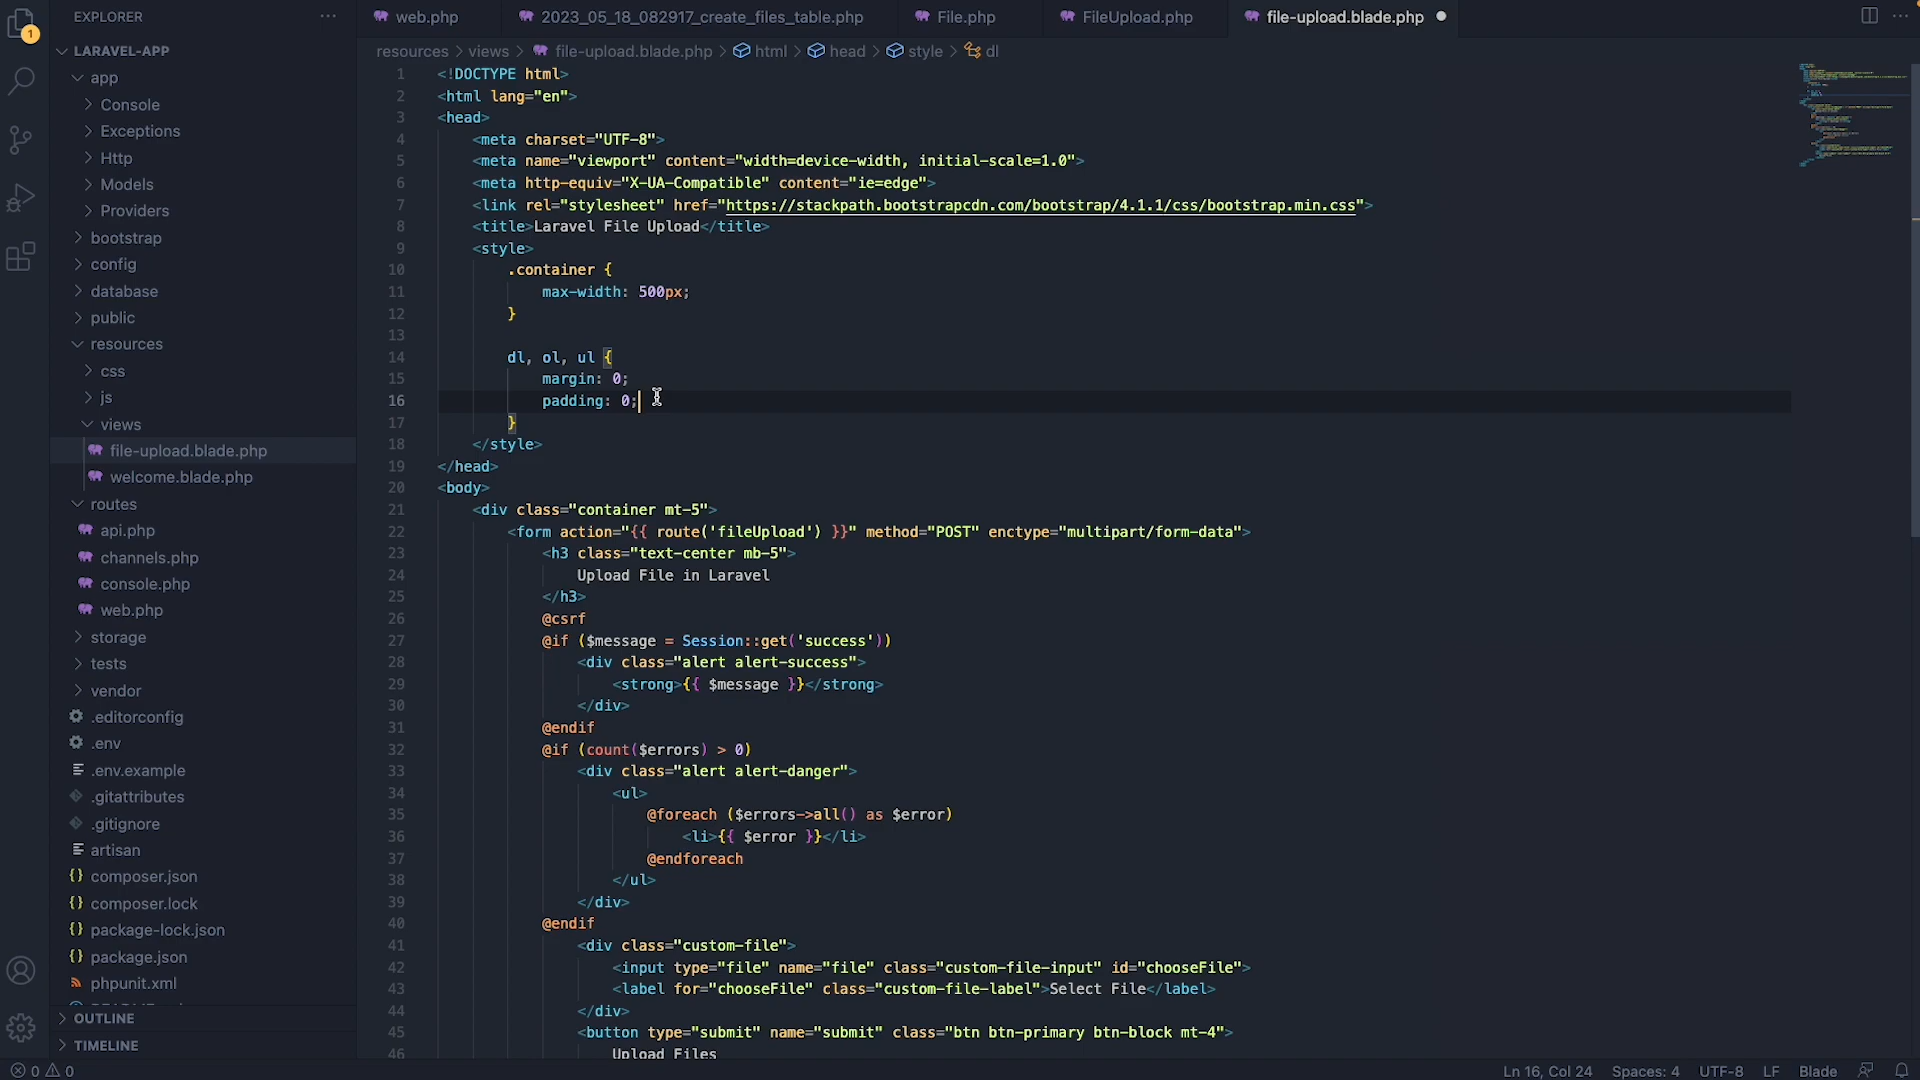 EXPLORER
1
LARAVEL-APP
app
Console
Exceptions
Http
Models
Providers
bootstrap
config
database
public
resources
css
js
views
file-upload.blade.php
welcome.blade.php
routes
api.php
channels.php
console.php
web.php
storage
tests
vendor
.editorconfig
.env
.env.example
.gitattributes
.gitignore
artisan
composer.json
composer.lock
package-lock.json
package.json
phpunit.xml
OUTLINE
TIMELINE
web.php 2023_05_18_082917_create_files_table.php File.php FileUpload.php file-upload.blade.php
resources > views > file-upload.blade.php > html > head > style > dl
1 <!DOCTYPE html>
2 <html lang="en">
3 <head>
4 <meta charset="UTF-8">
5 <meta name="viewport" content="width=device-width, initial-scale=1.0">
6 <meta http-equiv="X-UA-Compatible" content="ie=edge">
7 <link rel="stylesheet" href="https://stackpath.bootstrapcdn.com/bootstrap/4.1.1/css/bootstrap.min.css">
8 <title>Laravel File Upload</title>
9 <style>
10 .container {
11 max-width: 500px;
12 }
13
14 dl, ol, ul {
15 margin: 0;
16 padding: 0;
17 }
18 </style>
19 </head>
20 <body>
21 <div class="container mt-5">
22 <form action="{{ route('fileUpload') }}" method="POST" enctype="multipart/form-data">
23 <h3 class="text-center mb-5">
24 Upload File in Laravel
25 </h3>
26 @csrf
27 @if ($message = Session::get('success'))
28 <div class="alert alert-success">
29 <strong>{{ $message }}</strong>
30 </div>
31 @endif
32 @if (count($errors) > 0)
33 <div class="alert alert-danger">
34 <ul>
35 @foreach ($errors->all() as $error)
36 <li>{{ $error }}</li>
37 @endforeach
38 </ul>
39 </div>
40 @endif
41 <div class="custom-file">
42 <input type="file" name="file" class="custom-file-input" id="chooseFile">
43 <label for="chooseFile" class="custom-file-label">Select File</label>
44 </div>
45 <button type="submit" name="submit" class="btn btn-primary btn-block mt-4">
46 Upload Files
0 0
Ln 16, Col 24 Spaces: 4 UTF-8 LF Blade